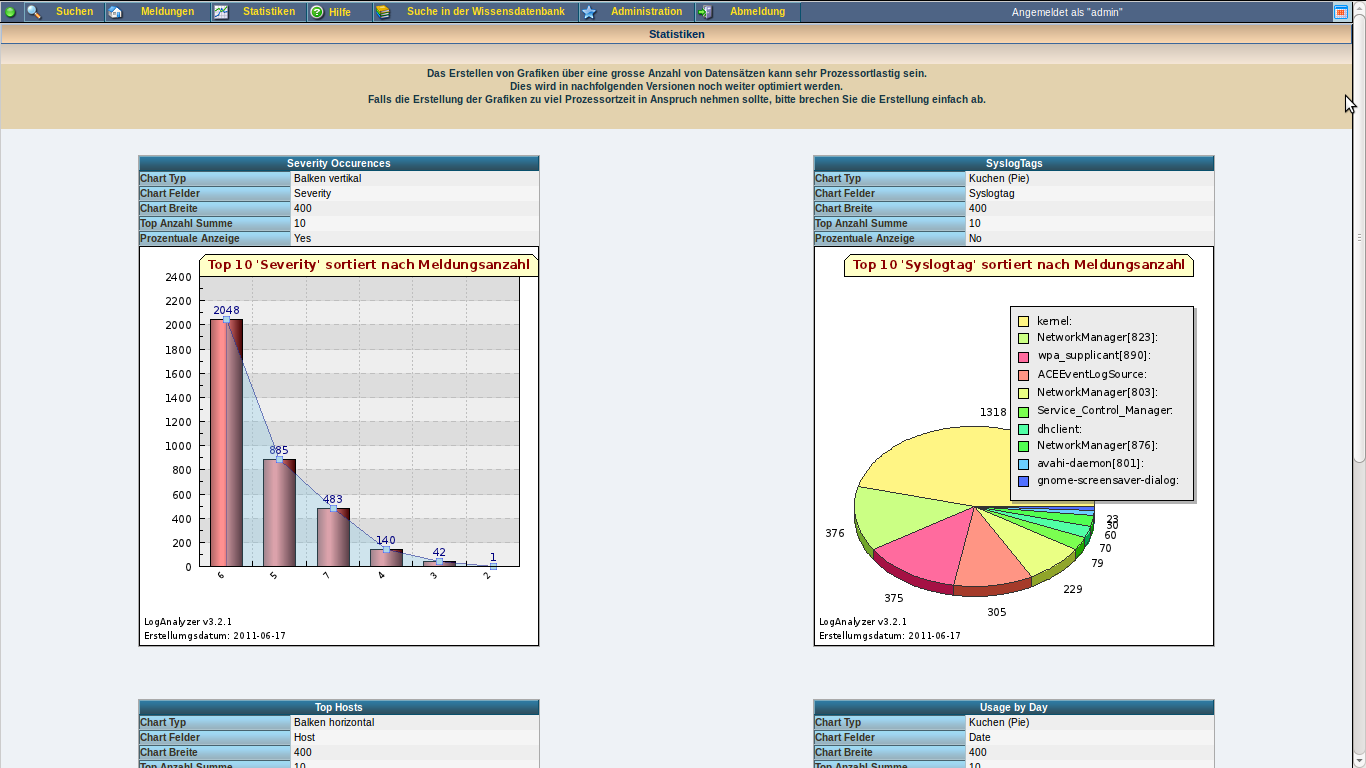 Suchen Meldungen Statistiken Hilfe Suche in der Wissensdatenbank Administration Abmeldung Angemeldet als "admin"
Statistiken
Das Erstellen von Grafiken über eine grosse Anzahl von Datensätzen kann sehr Prozessortlastig sein.
Dies wird in nachfolgenden Versionen noch weiter optimiert werden.
Falls die Erstellung der Grafiken zu viel Prozessortzeit in Anspruch nehmen sollte, bitte brechen Sie die Erstellung einfach ab.
Severity Occurences
Chart Typ Balken vertikal
Chart Felder Severity
Chart Breite 400
Top Anzahl Summe 10
Prozentuale Anzeige Yes
Top 10 'Severity' sortiert nach Meldungsanzahl
2400
2200
2000
1800
1600
1400
1200
1000
800
600
400
200
0
2048
885
483
140
42
1
6 5 7 4 3 2
LogAnalyzer v3.2.1
Erstellungsdatum: 2011-06-17
SyslogTags
Chart Typ Kuchen (Pie)
Chart Felder Syslogtag
Chart Breite 400
Top Anzahl Summe 10
Prozentuale Anzeige No
Top 10 'Syslogtag' sortiert nach Meldungsanzahl
kernel:
NetworkManager[823]:
wpa_supplicant[890]:
ACEEventLogSource:
NetworkManager[803]:
Service_Control_Manager:
dhclient:
NetworkManager[876]:
avahi-daemon[801]:
gnome-screensaver-dialog:
1318
376
375
305
229
79
70
60
30
23
LogAnalyzer v3.2.1
Erstellungsdatum: 2011-06-17
Top Hosts
Chart Typ Balken horizontal
Chart Felder Host
Chart Breite 400
Top Anzahl Summe 10
Usage by Day
Chart Typ Kuchen (Pie)
Chart Felder Date
Chart Breite 400
Top Anzahl Summe 10